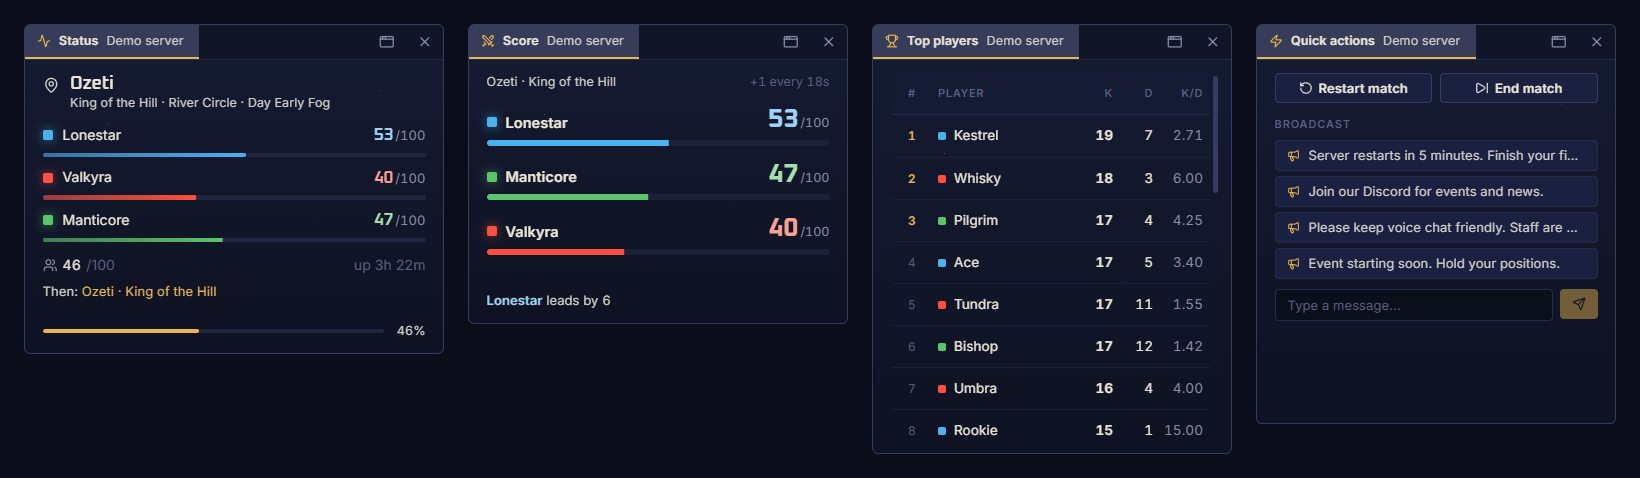 Status Demo server
Ozeti
King of the Hill · River Circle · Day Early Fog
Lonestar 53/100
Valkyra 40/100
Manticore 47/100
46 /100 up 3h 22m
Then: Ozeti · King of the Hill
46%
Score Demo server
Ozeti · King of the Hill +1 every 18s
Lonestar 53/100
Manticore 47/100
Valkyra 40/100
Lonestar leads by 6
Top players Demo server
# PLAYER K D K/D
1 Kestrel 19 7 2.71
2 Whisky 18 3 6.00
3 Pilgrim 17 4 4.25
4 Ace 17 5 3.40
5 Tundra 17 11 1.55
6 Bishop 17 12 1.42
7 Umbra 16 4 4.00
8 Rookie 15 1 15.00
Quick actions Demo server
Restart match End match
BROADCAST
Server restarts in 5 minutes. Finish your fi...
Join our Discord for events and news.
Please keep voice chat friendly. Staff are ...
Event starting soon. Hold your positions.
Type a message...